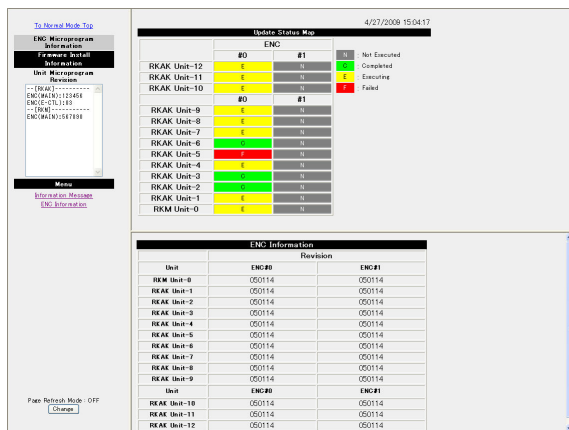 To Normal Mode Top
ENC Microprogram
Information
Firmware Install
Information
Unit Microprogram
Revision
--[RKAK]----------
ENC(MAIN):123456
ENC(E-CTL):03
--[RKM]----------
ENC(MAIN):567890
Menu
Information Message
ENC Information
Page Refresh Mode : OFF
Change
4/27/2009 15:04:17
Update Status Map
ENC
#0 #1
RKAK Unit-12 E N
RKAK Unit-11 E N
RKAK Unit-10 E N
#0 #1
RKAK Unit-9 E N
RKAK Unit-8 E N
RKAK Unit-7 E N
RKAK Unit-6 C N
RKAK Unit-5 F N
RKAK Unit-4 E N
RKAK Unit-3 C N
RKAK Unit-2 C N
RKAK Unit-1 E N
RKM Unit-0 E N
N : Not Executed
C : Completed
E : Executing
F : Failed
ENC Information
Revision
Unit ENC#0 ENC#1
RKM Unit-0 050114 050114
RKAK Unit-1 050114 050114
RKAK Unit-2 050114 050114
RKAK Unit-3 050114 050114
RKAK Unit-4 050114 050114
RKAK Unit-5 050114 050114
RKAK Unit-6 050114 050114
RKAK Unit-7 050114 050114
RKAK Unit-8 050114 050114
RKAK Unit-9 050114 050114
Unit ENC#0 ENC#1
RKAK Unit-10 050114 050114
RKAK Unit-11 050114 050114
RKAK Unit-12 050114 050114